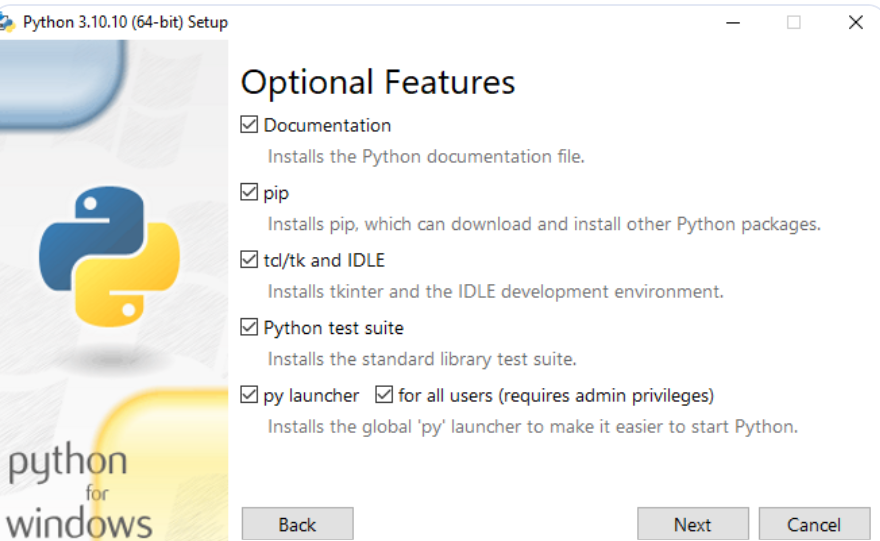 Python 3.10.10 (64-bit) Setup
Optional Features
Documentation
Installs the Python documentation file.
pip
Installs pip, which can download and install other Python packages.
tcl/tk and IDLE
Installs tkinter and the IDLE development environment.
Python test suite
Installs the standard library test suite.
py launcher for all users (requires admin privileges)
Installs the global 'py' launcher to make it easier to start Python.
python
for
windows
Back Next Cancel